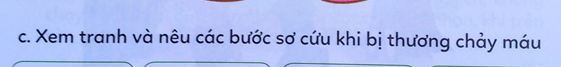 c. Xem tranh và nêu các bước sơ cứu khi bị thương chảy máu